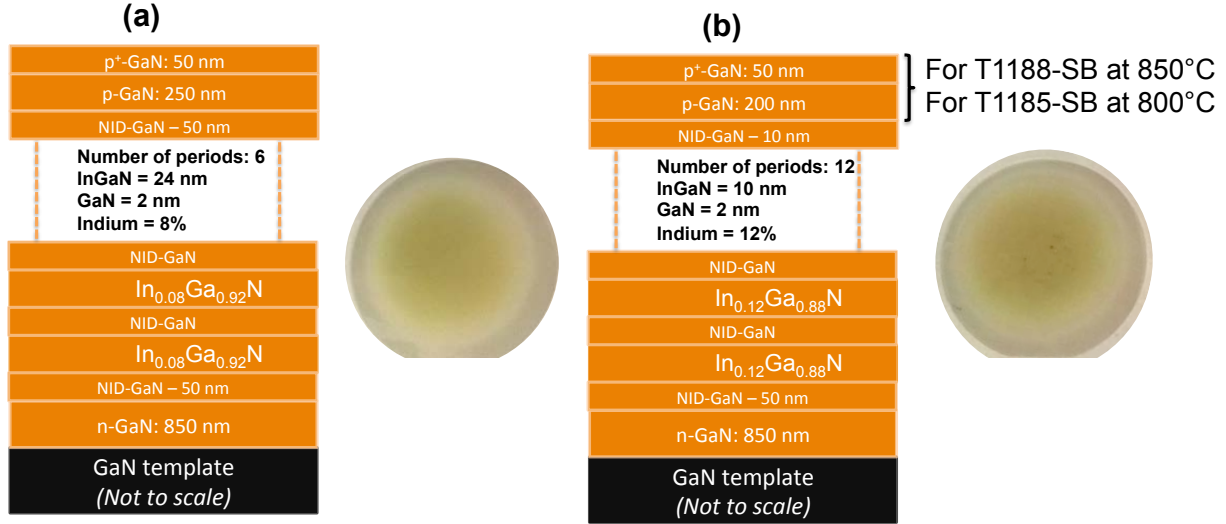 (a)
p⁺-GaN: 50 nm
p-GaN: 250 nm
NID-GaN – 50 nm
Number of periods: 6
InGaN = 24 nm
GaN = 2 nm
Indium = 8%
NID-GaN
In₀.₀₈Ga₀.₉₂N
NID-GaN
In₀.₀₈Ga₀.₉₂N
NID-GaN – 50 nm
n-GaN: 850 nm
GaN template
(Not to scale)
(b)
p⁺-GaN: 50 nm
p-GaN: 200 nm
NID-GaN – 10 nm
For T1188-SB at 850°C
For T1185-SB at 800°C
Number of periods: 12
InGaN = 10 nm
GaN = 2 nm
Indium = 12%
NID-GaN
In₀.₁₂Ga₀.₈₈N
NID-GaN
In₀.₁₂Ga₀.₈₈N
NID-GaN – 50 nm
n-GaN: 850 nm
GaN template
(Not to scale)